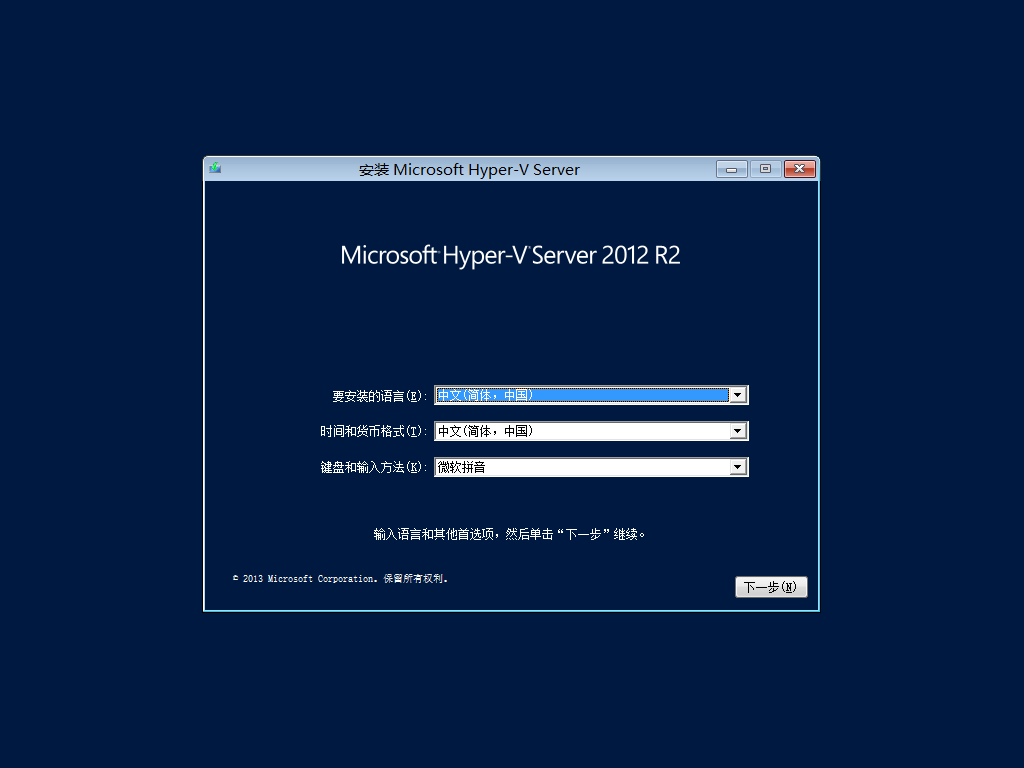 安装 Microsoft Hyper-V Server
Microsoft Hyper-V Server 2012 R2
要安装的语言(E): 中文(简体，中国)
时间和货币格式(T): 中文(简体，中国)
键盘和输入方法(K): 微软拼音
输入语言和其他首选项，然后单击“下一步”继续。
© 2013 Microsoft Corporation。保留所有权利。
下一步(N)